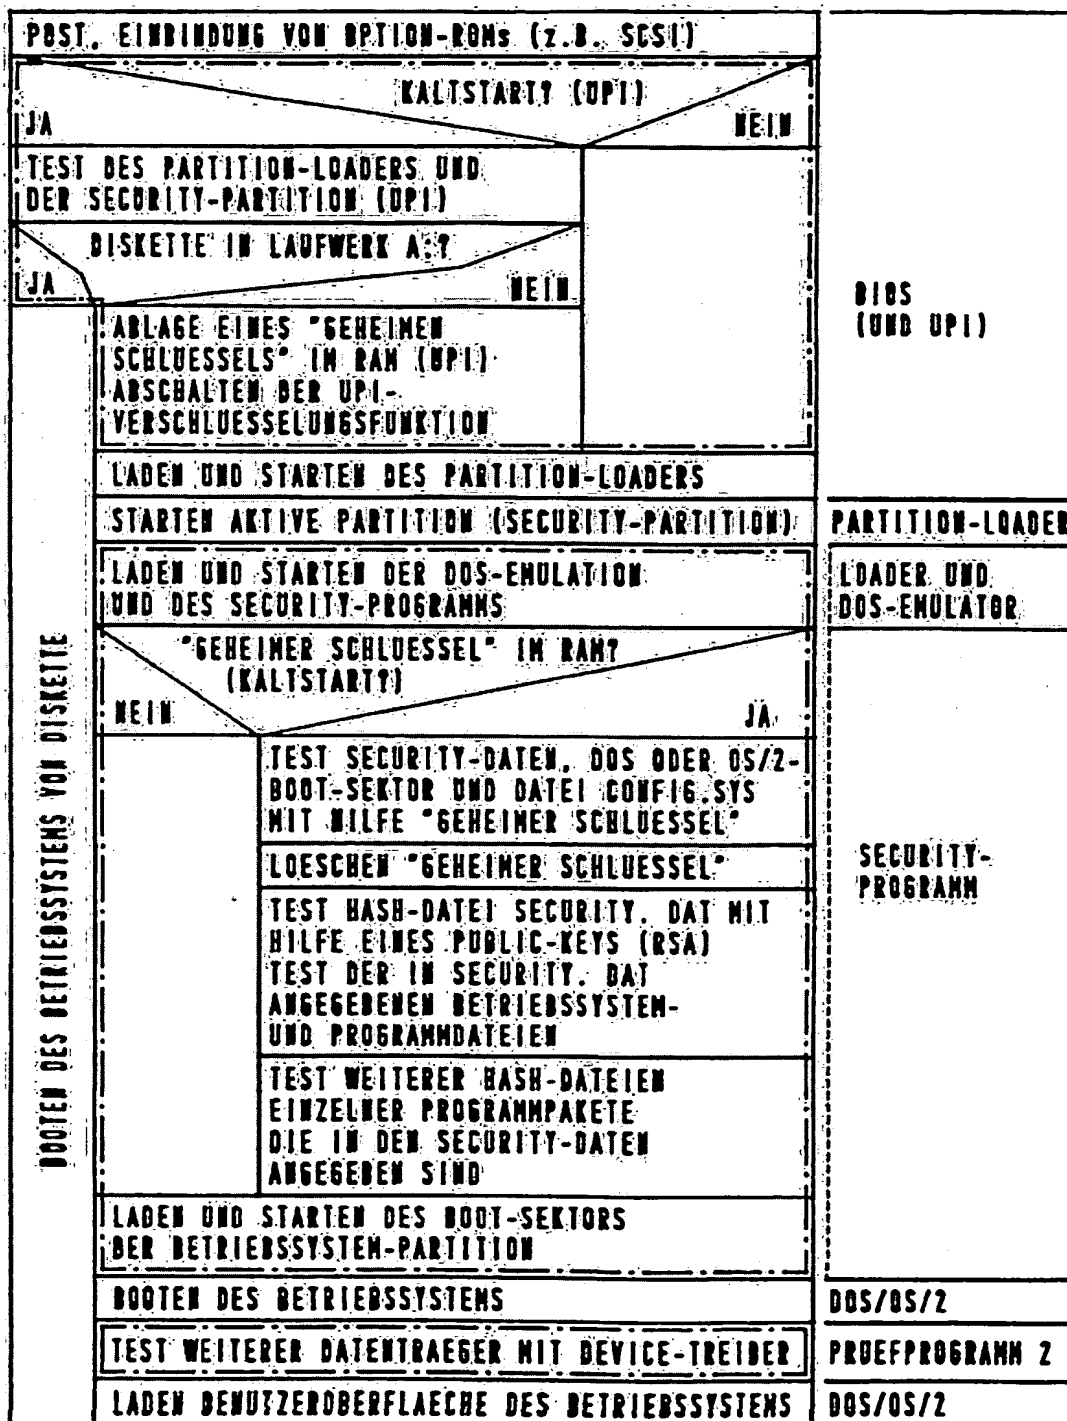 POST, EINBINDUNG VON OPTION-ROMs (z.B. SCSI)
KALTSTART? (UPI)
JA
NEIN
TEST DES PARTITION-LOADERS UND
DER SECURITY-PARTITION (UPI)
DISKETTE IN LAUFWERK A:?
JA
NEIN
BIOS
(UND UPI)
ABLAGE EINES "GEHEIMEN
SCHLUESSELS" IM RAM (UPI)
ABSCHALTEN DER UPI-
VERSCHLUESSELUNGSFUNKTION
LADEN UND STARTEN DES PARTITION-LOADERS
STARTEN AKTIVE PARTITION (SECURITY-PARTITION)
PARTITION-LOADER
LADEN UND STARTEN DER DOS-EMULATION
UND DES SECURITY-PROGRAMMS
LOADER UND
DOS-EMULATOR
"GEHEIMER SCHLUESSEL" IM RAM?
(KALTSTART?)
NEIN
JA
TEST SECURITY-DATEN, DOS ODER OS/2-
BOOT-SEKTOR UND DATEI CONFIG.SYS
MIT HILFE "GEHEIMER SCHLUESSEL"
LOESCHEN "GEHEIMER SCHLUESSEL"
SECURITY-
PROGRAMM
TEST HASH-DATEI SECURITY. DAT MIT
HILFE EINES PUBLIC-KEYS (RSA)
TEST DER IN SECURITY. DAT
ANGEGEBENEN BETRIEBSSYSTEM-
UND PROGRAMMDATEIEN
TEST WEITERER HASH-DATEIEN
EINZELNER PROGRAMMPAKETE
DIE IN DEN SECURITY-DATEN
ANGEGEBEN SIND
BOOTEN DES BETRIEBSSYSTEMS VON DISKETTE
LADEN UND STARTEN DES BOOT-SEKTORS
DER BETRIEBSSYSTEM-PARTITION
BOOTEN DES BETRIEBSSYSTEMS
DOS/OS/2
TEST WEITERER DATENTRAEGER MIT DEVICE-TREIBER
PRUEFPROGRAMM 2
LADEN BENUTZEROBERFLAECHE DES BETRIEBSSYSTEMS
DOS/OS/2